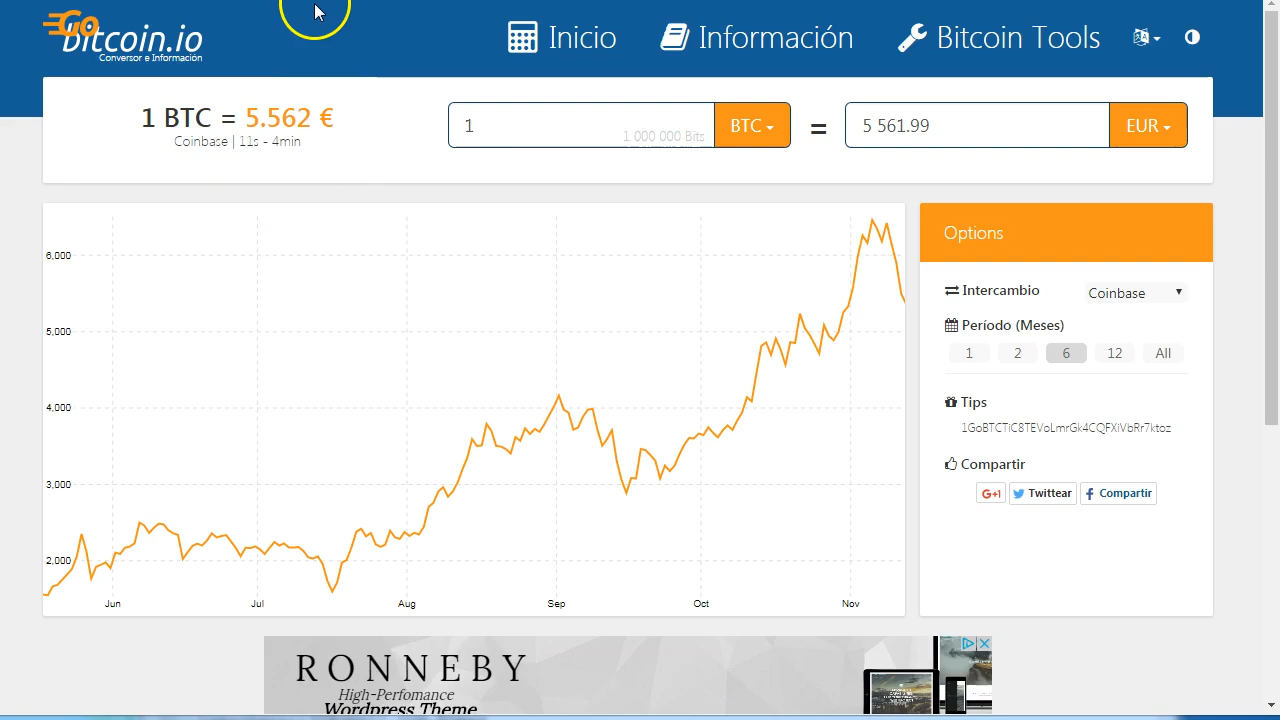 Go
bitcoin.io
Conversor e Información
Inicio
Información
Bitcoin Tools
1 BTC = 5.562 €
Coinbase | 11s - 4min
1
1 000 000 Bits
BTC
=
5 561.99
EUR
6,000
5,000
4,000
3,000
2,000
Jun Jul Aug Sep Oct Nov
Options
Intercambio
Coinbase
Período (Meses)
1 2 6 12 All
Tips
1GoBTCTiC8TEVoLmrGk4CQFXiVbRr7ktoz
Compartir
G+1 Twittear Compartir
RONNEBY
High-Perfomance
Wordpress Theme